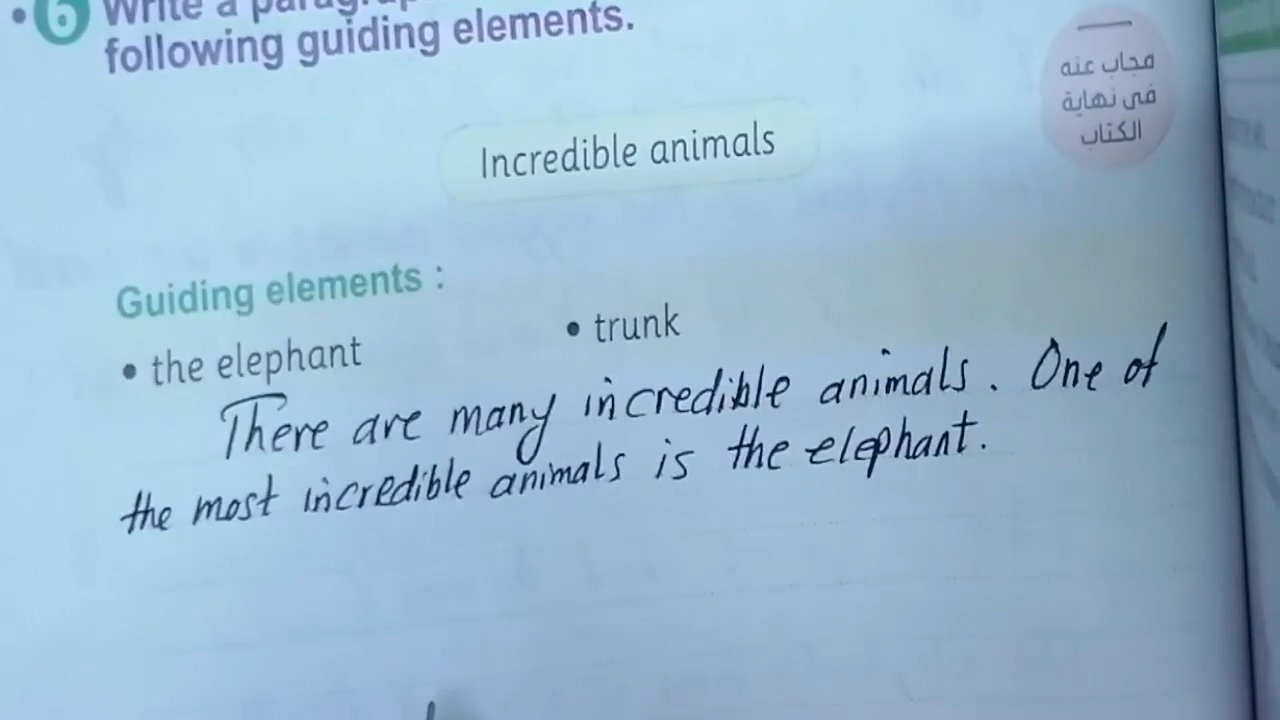 6 Write a
following guiding elements.
مجاب عنه
فى نهاية
الكتاب
Incredible animals
Guiding elements :
• the elephant
• trunk
There are many incredible animals. One of
the most incredible animals is the elephant.